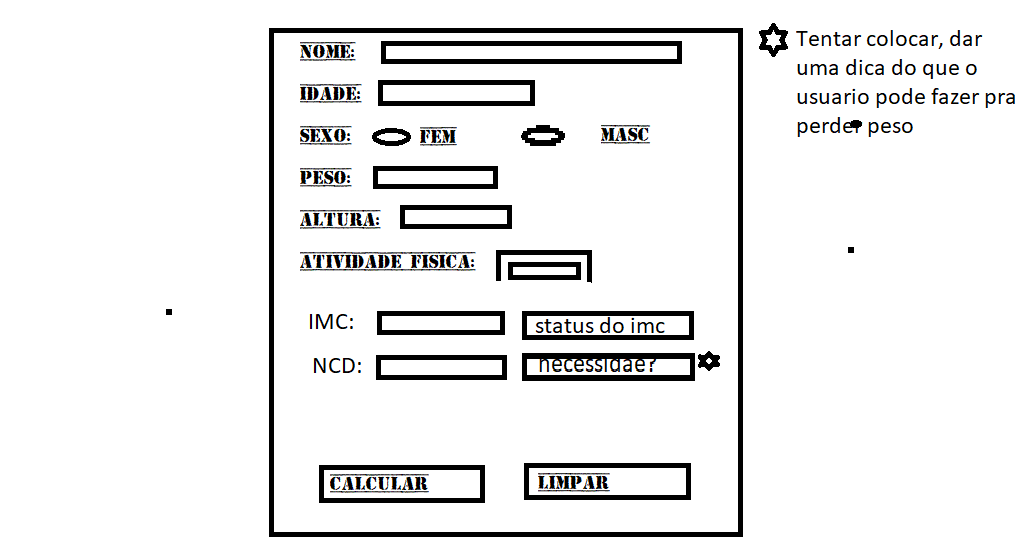 NOME:
IDADE:
SEXO: FEM MASC
PESO:
ALTURA:
ATIVIDADE FISICA:
IMC: status do imc
NCD: necessidae?
CALCULAR LIMPAR
Tentar colocar, dar
uma dica do que o
usuario pode fazer pra
perder peso